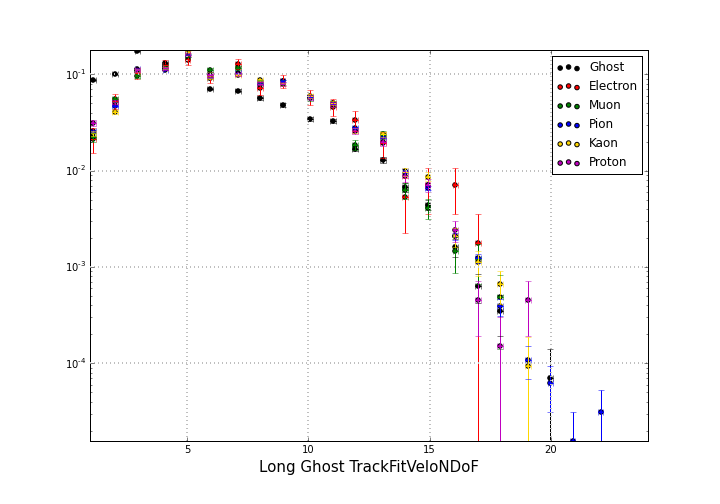 10⁻¹
10⁻²
10⁻³
10⁻⁴
Ghost
Electron
Muon
Pion
Kaon
Proton
5 10 15 20
Long Ghost TrackFitVeloNDoF